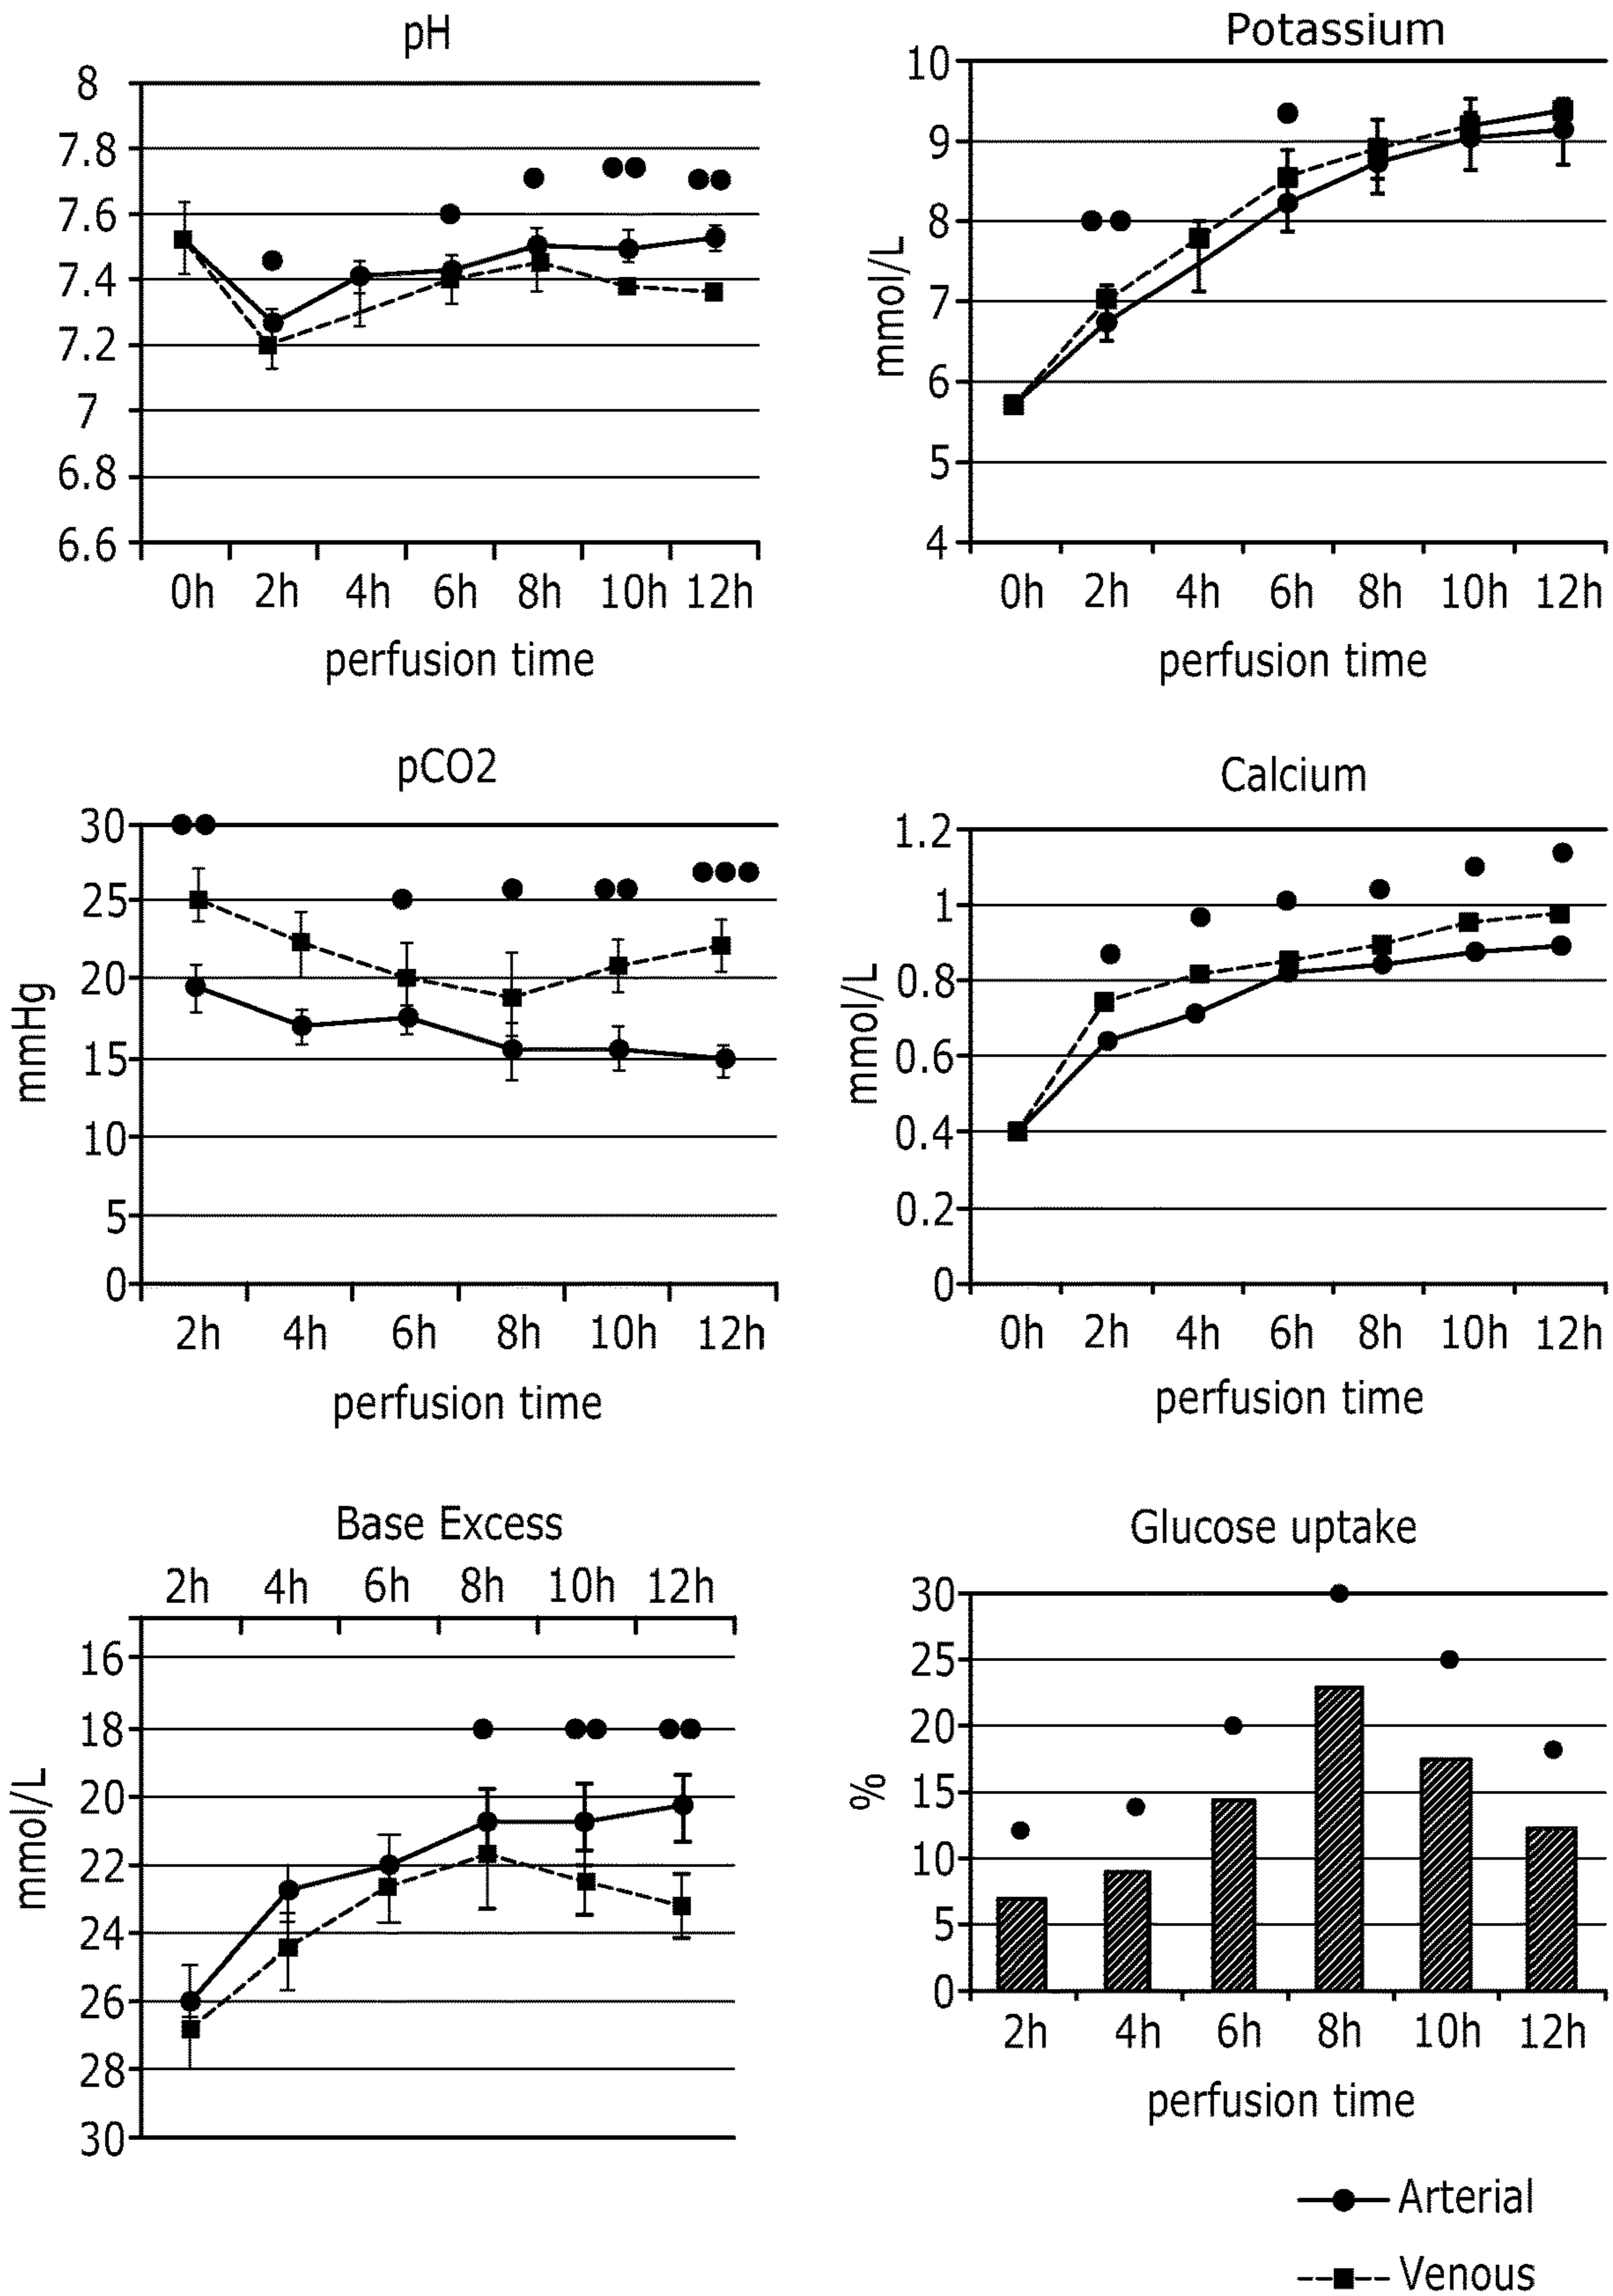 pH
8
7.8
7.6
7.4
7.2
7
6.8
6.6
0h 2h 4h 6h 8h 10h 12h
perfusion time
Potassium
mmol/L
10
9
8
7
6
5
4
0h 2h 4h 6h 8h 10h 12h
perfusion time
pCO2
mmHg
30
25
20
15
10
5
0
2h 4h 6h 8h 10h 12h
perfusion time
Calcium
mmol/L
1.2
1
0.8
0.6
0.4
0.2
0
0h 2h 4h 6h 8h 10h 12h
perfusion time
Base Excess
2h 4h 6h 8h 10h 12h
mmol/L
16
18
20
22
24
26
28
30
Glucose uptake
%
30
25
20
15
10
5
0
2h 4h 6h 8h 10h 12h
perfusion time
Arterial
Venous